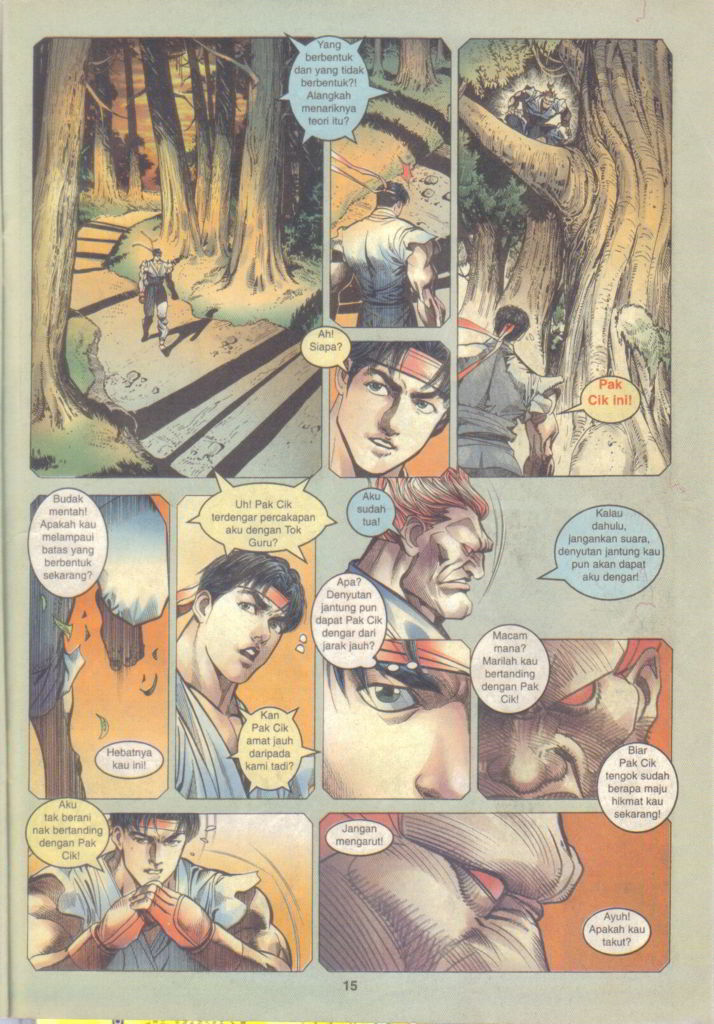 Yang
berbentuk
dan yang tidak
berbentuk?!
Alangkah
menariknya
teori itu?
Ah!
Siapa?
Pak
Cik ini!
Budak
mentah!
Apakah kau
melampaui
batas yang
berbentuk
sekarang?
Hebatnya
kau ini!
Uh! Pak Cik
terdengar percakapan
aku dengan Tok
Guru?
Kan
Pak Cik
amat jauh
daripada
kami tadi?
Aku
sudah
tua!
Kalau
dahulu,
jangankan suara,
denyutan jantung kau
pun akan dapat
aku dengar!
Apa?
Denyutan
jantung pun
dapat Pak Cik
dengar dari
jarak jauh?
Macam
mana?
Marilah kau
bertanding
dengan Pak
Cik!
Biar
Pak Cik
tengok sudah
berapa maju
hikmat kau
sekarang!
Aku
tak berani
nak bertanding
dengan Pak
Cik!
Jangan
mengarut!
Ayuh!
Apakah kau
takut?
15